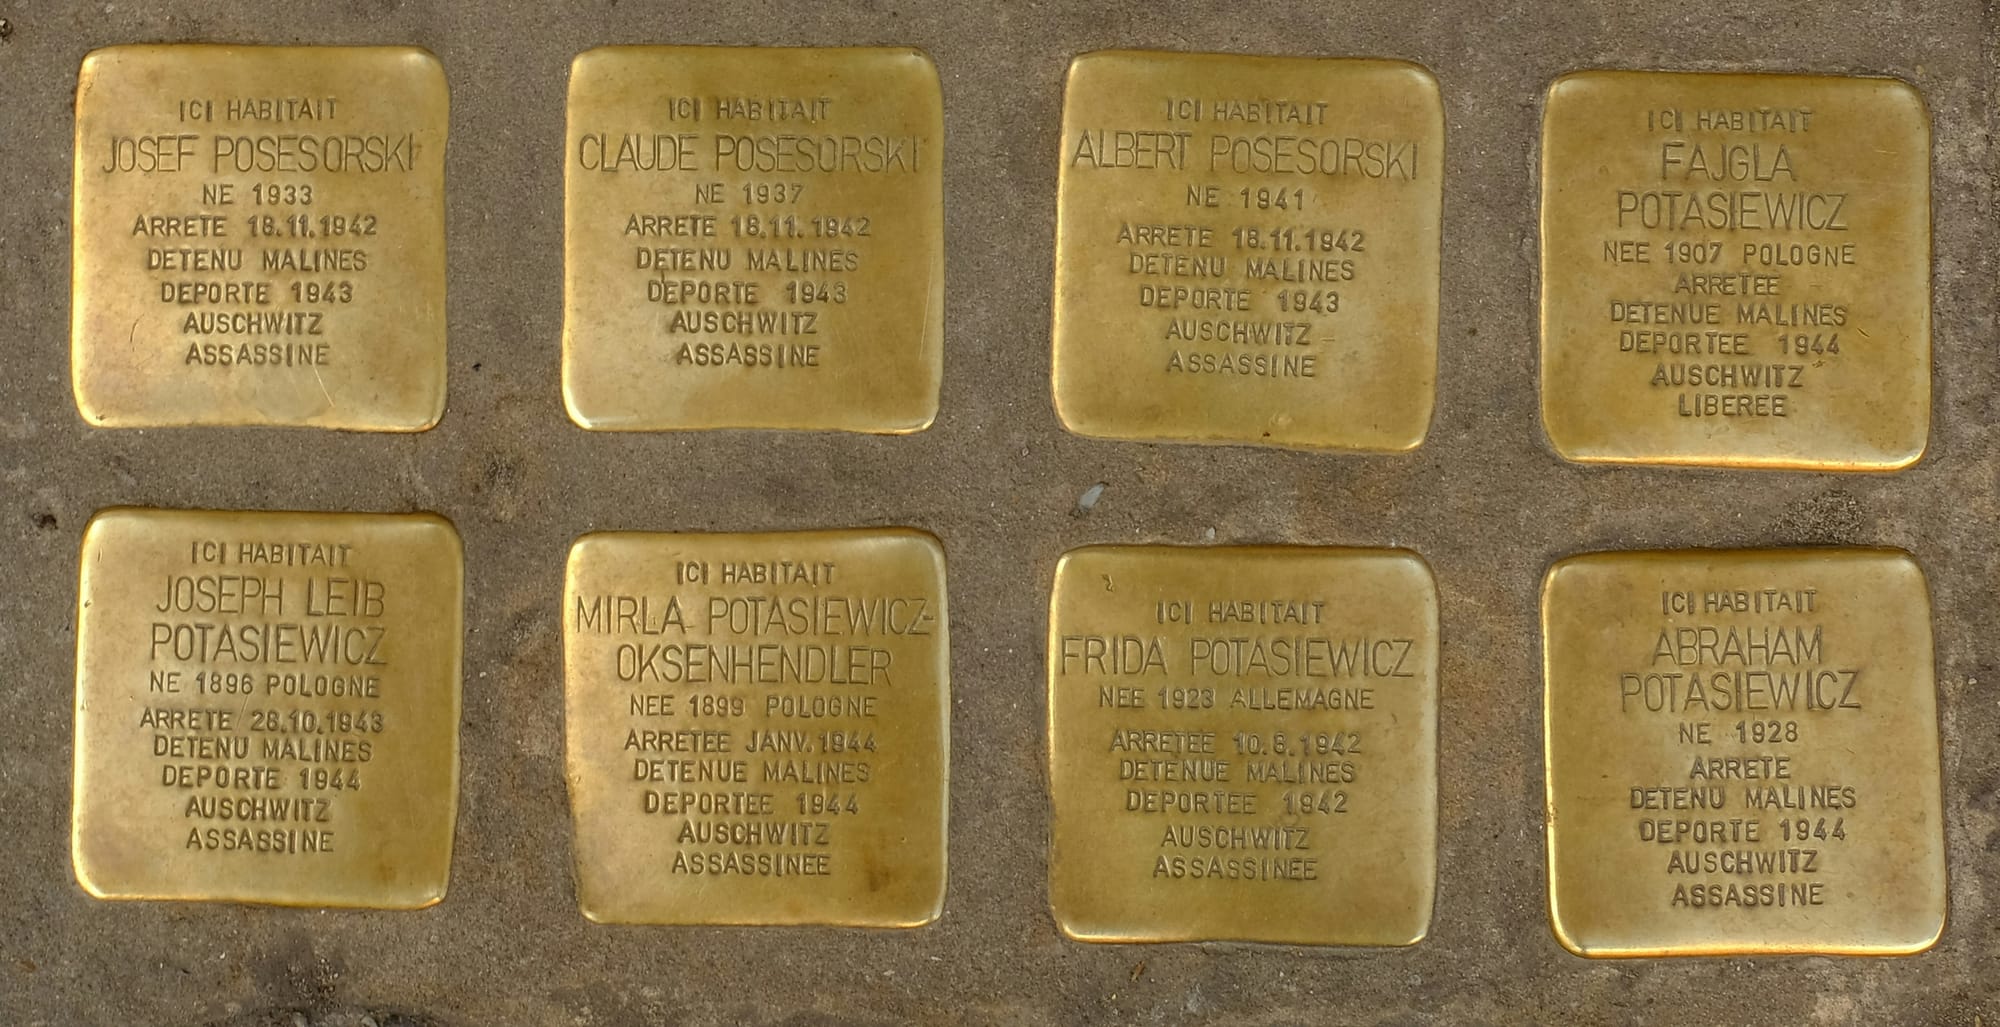 ICI HABITAIT
JOSEF POSESORSKI
NE 1933
ARRETE 18.11.1942
DETENU MALINES
DEPORTE 1943
AUSCHWITZ
ASSASSINE
ICI HABITAIT
CLAUDE POSESORSKI
NE 1937
ARRETE 18.11.1942
DETENU MALINES
DEPORTE 1943
AUSCHWITZ
ASSASSINE
ICI HABITAIT
ALBERT POSESORSKI
NE 1941
ARRETE 18.11.1942
DETENU MALINES
DEPORTE 1943
AUSCHWITZ
ASSASSINE
ICI HABITAIT
FAJGLA
POTASIEWICZ
NEE 1907 POLOGNE
ARRETEE
DETENUE MALINES
DEPORTEE 1944
AUSCHWITZ
LIBEREE
ICI HABITAIT
JOSEPH LEIB
POTASIEWICZ
NE 1896 POLOGNE
ARRETE 28.10.1943
DETENU MALINES
DEPORTE 1944
AUSCHWITZ
ASSASSINE
ICI HABITAIT
MIRLA POTASIEWICZ-
OKSENHENDLER
NEE 1899 POLOGNE
ARRETEE JANV.1944
DETENUE MALINES
DEPORTEE 1944
AUSCHWITZ
ASSASSINEE
ICI HABITAIT
FRIDA POTASIEWICZ
NEE 1923 ALLEMAGNE
ARRETEE 10.8.1942
DETENUE MALINES
DEPORTEE 1942
AUSCHWITZ
ASSASSINEE
ICI HABITAIT
ABRAHAM
POTASIEWICZ
NE 1928
ARRETE
DETENU MALINES
DEPORTE 1944
AUSCHWITZ
ASSASSINE